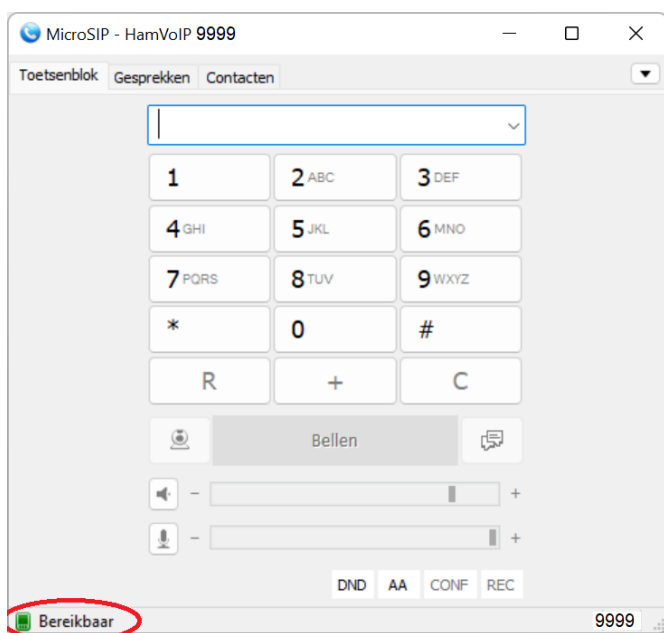 MicroSIP - HamVoIP 9999
Toetsenblok Gesprekken Contacten
1 2 ABC 3 DEF
4 GHI 5 JKL 6 MNO
7 PQRS 8 TUV 9 WXYZ
* 0 #
R + C
Bellen
- +
- +
DND AA CONF REC
Bereikbaar 9999